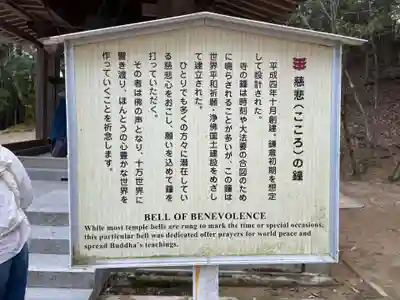 慈悲(こころ)の鐘
平成四年十月創建。鎌倉初期を想定
して設計された。
寺の鐘は時刻や大法要の合図のため
に鳴らされることが多いが、この鐘は
世界平和祈願・浄佛国土建設をめざし
て建立された。
ひとりでも多くの方々に潜在してい
る慈悲心をおこし、願いを込めて鐘を
打っていただく。
その音は佛の声となり、十方世界に
響き渡り、ほんとうの心豊かな世界を
作っていくことを祈念します。
BELL OF BENEVOLENCE
While most temple bells are rung to mark the time or special occasions,
this particular bell was dedicated offer prayers for world peace and
spread Buddha's teachings.